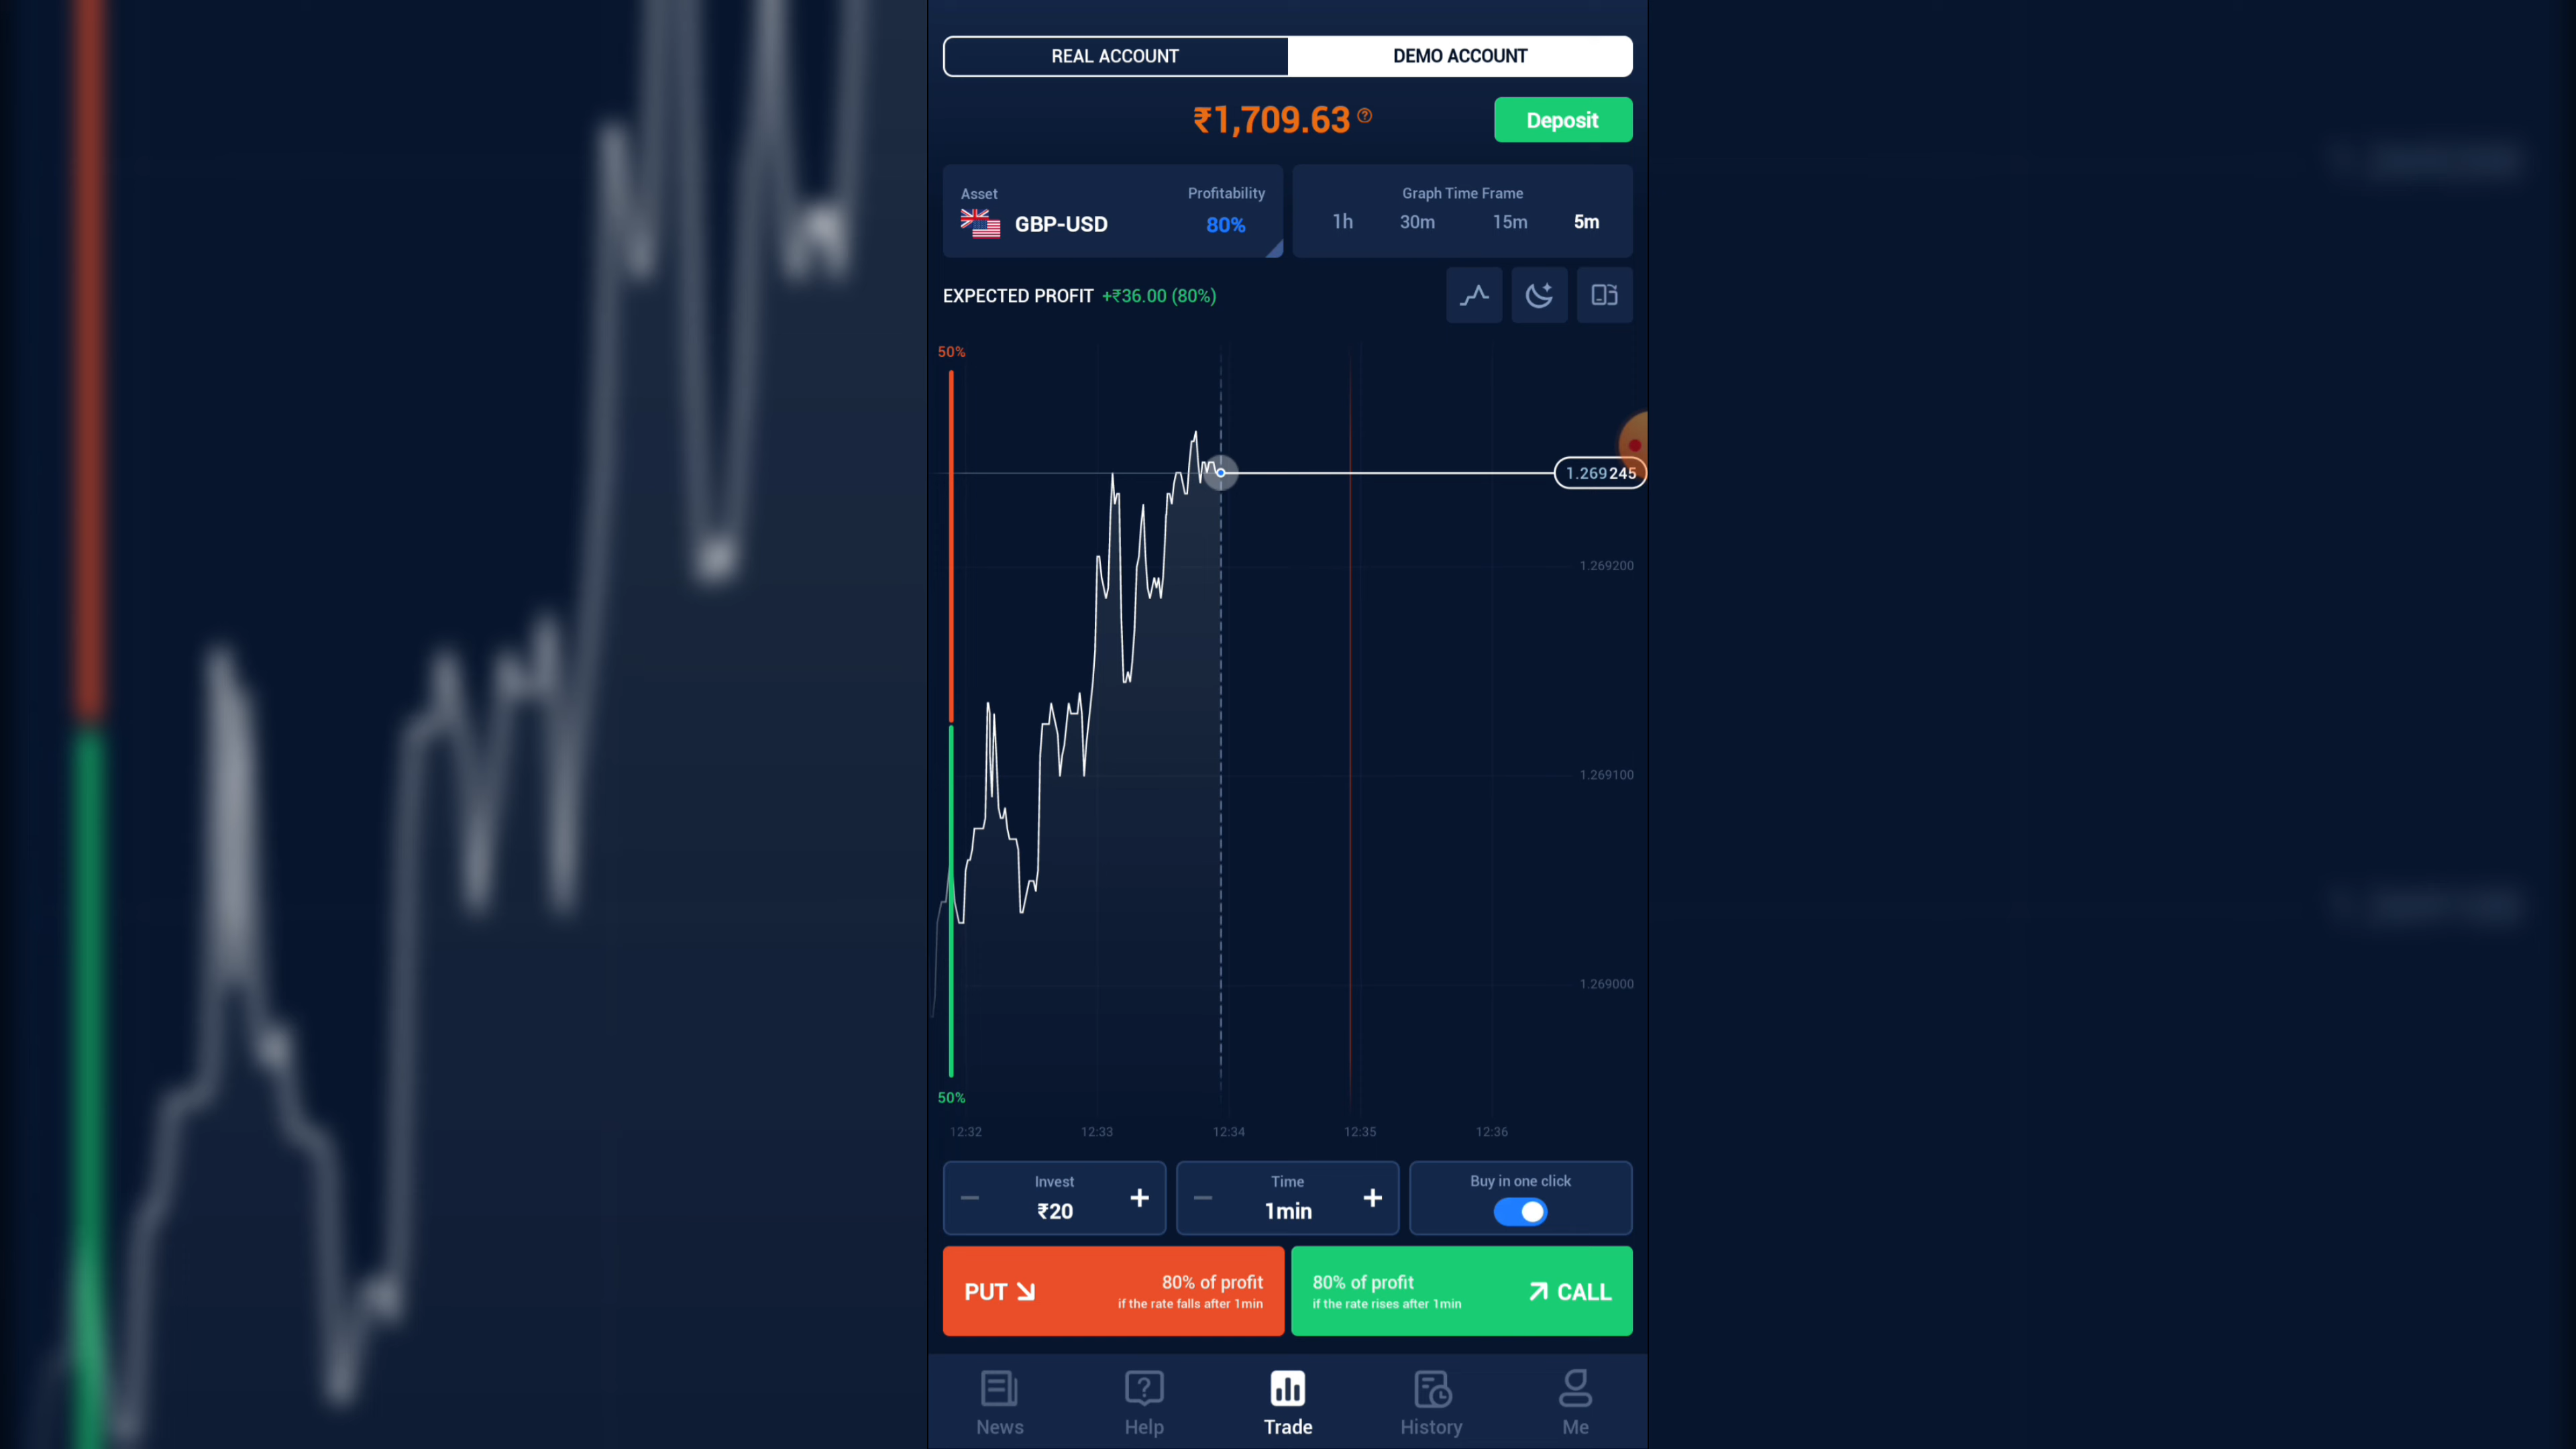 REAL ACCOUNT
DEMO ACCOUNT
₹1,709.63
Deposit
Asset
Profitability
GBP-USD
80%
Graph Time Frame
1h 30m 15m 5m
EXPECTED PROFIT +₹36.00 (80%)
50%
1.269245
1.269200
1.269100
1.269000
50%
12:32 12:33 12:34 12:35 12:36
Invest
₹20
Time
1min
Buy in one click
PUT
80% of profit
if the rate falls after 1min
80% of profit
if the rate rises after 1min
CALL
News
Help
Trade
History
Me